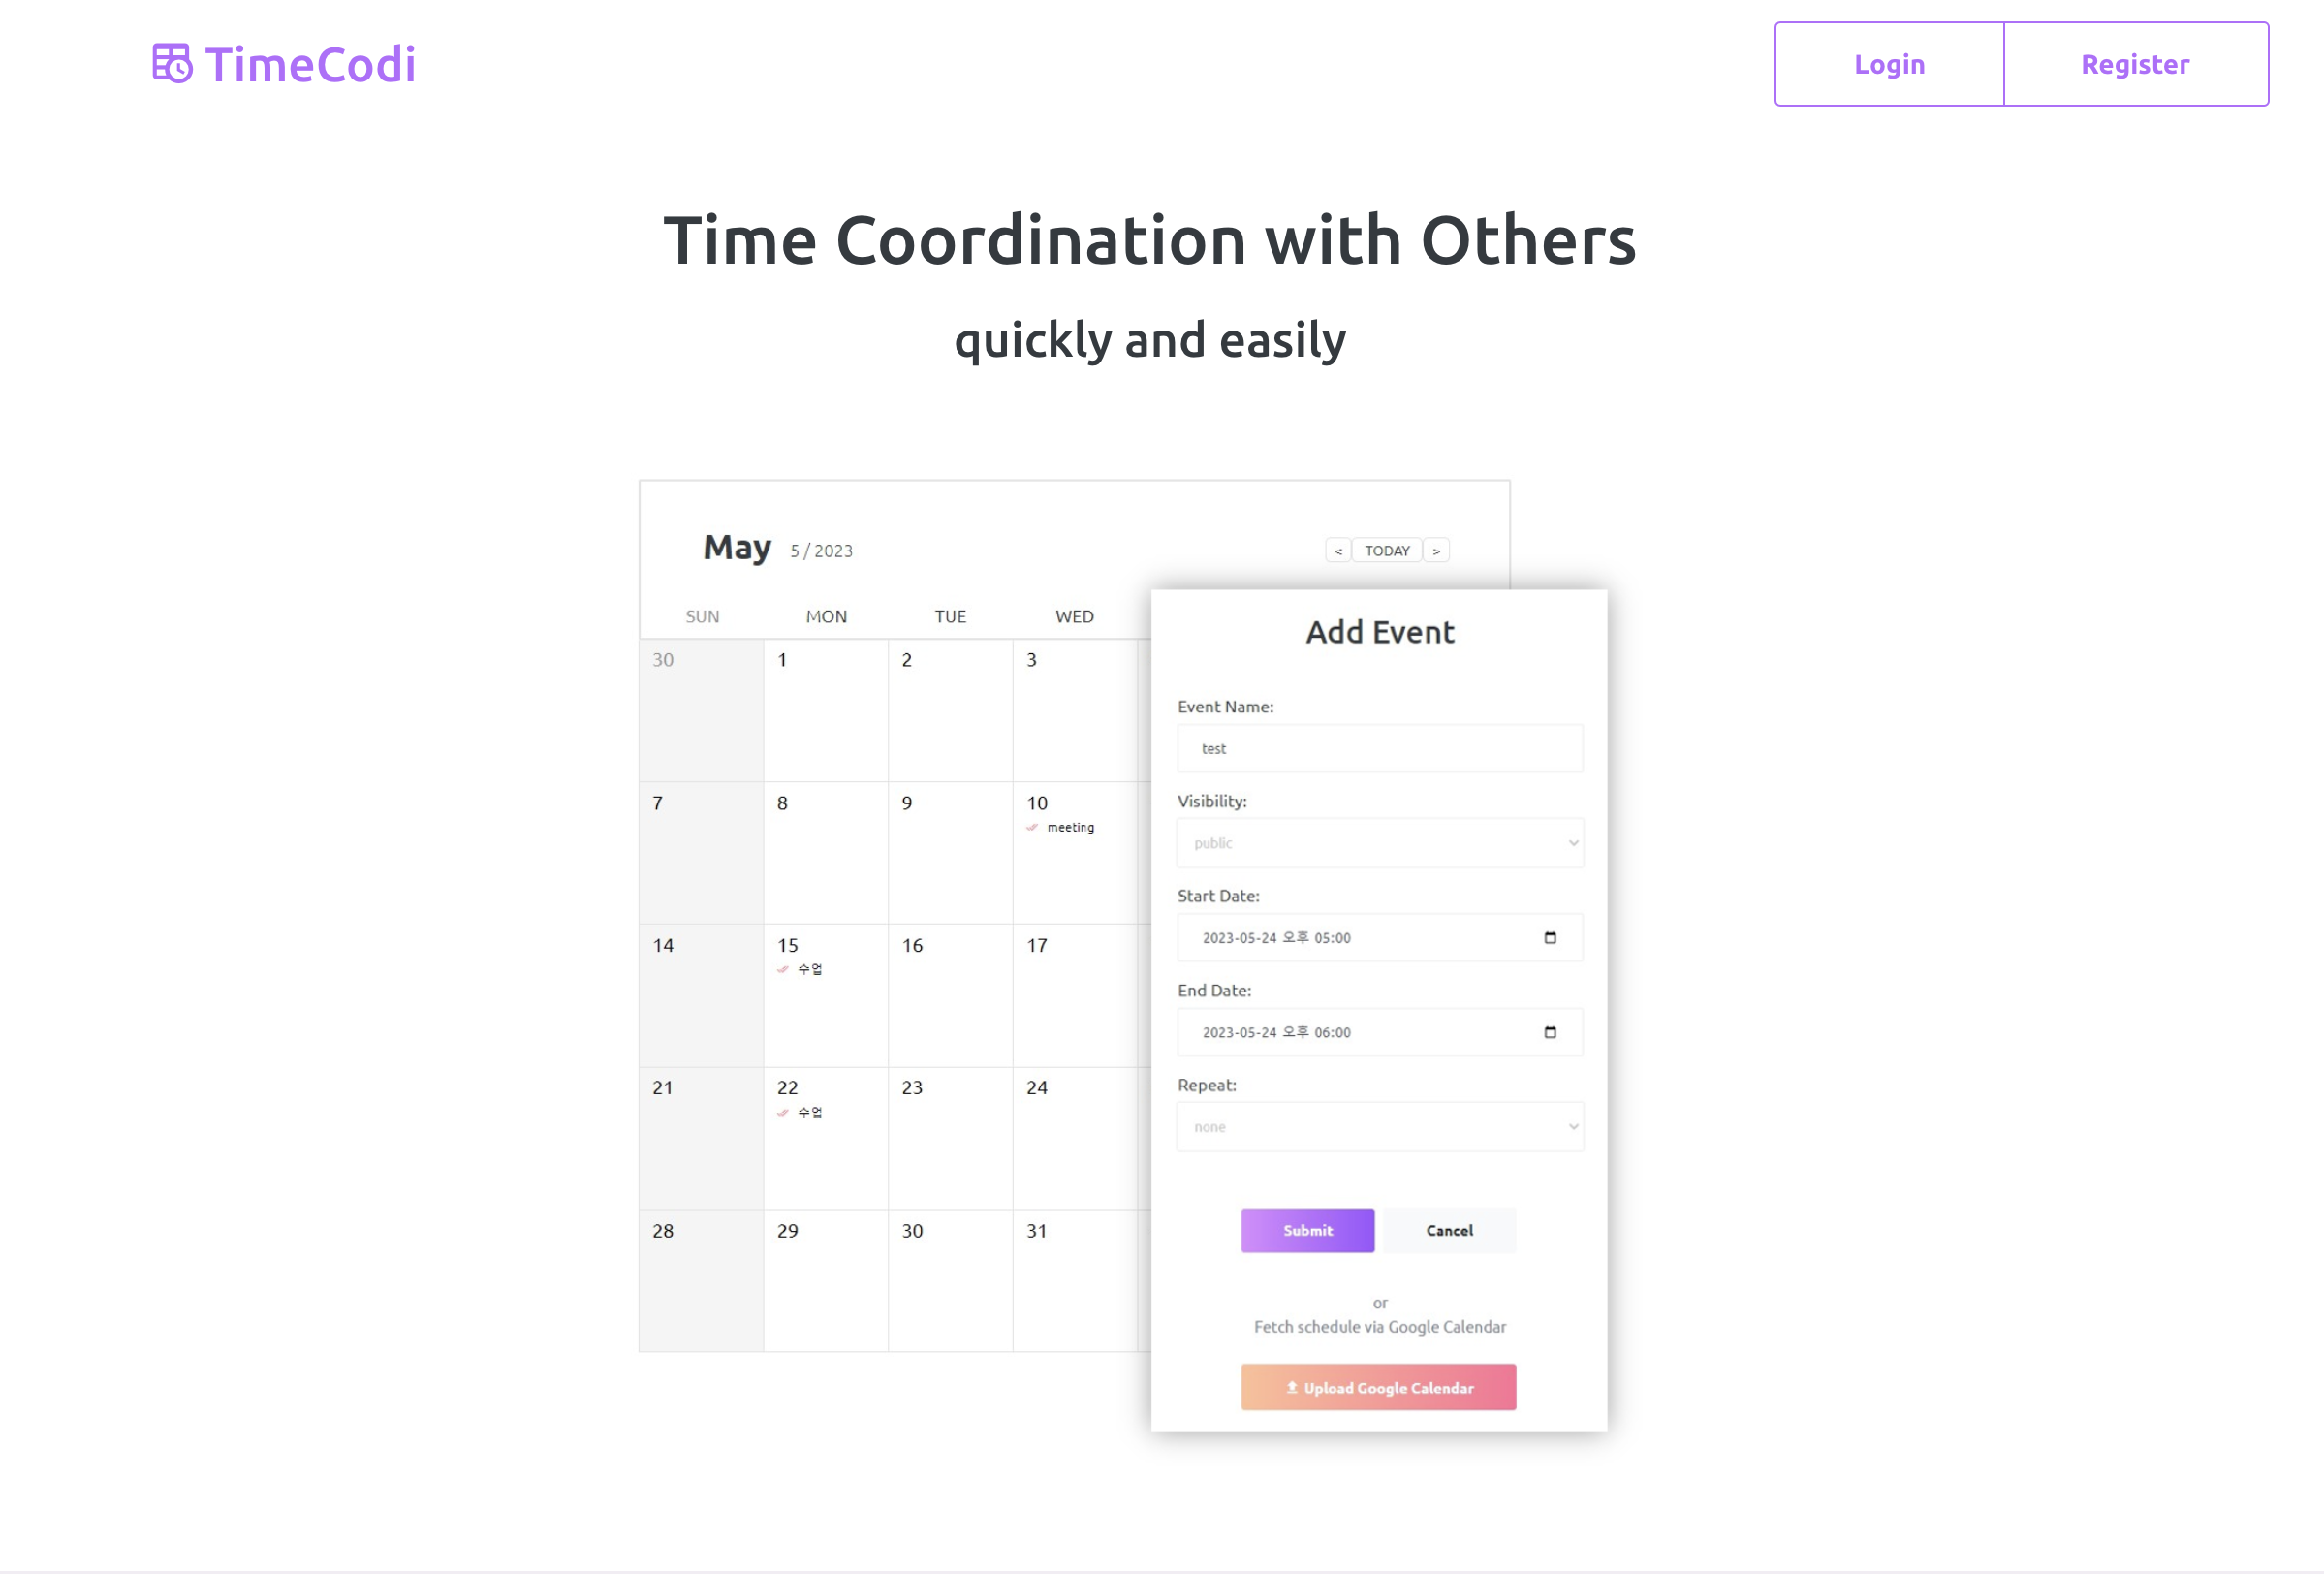 TimeCodi
Login
Register
Time Coordination with Others
quickly and easily
May 5 / 2023
< TODAY >
SUN MON TUE WED
30 1 2 3
7 8 9 10
meeting
14 15 16 17
수업
21 22 23 24
수업
28 29 30 31
Add Event
Event Name:
test
Visibility:
public
Start Date:
2023-05-24 오후 05:00
End Date:
2023-05-24 오후 06:00
Repeat:
none
Submit
Cancel
or
Fetch schedule via Google Calendar
Upload Google Calendar